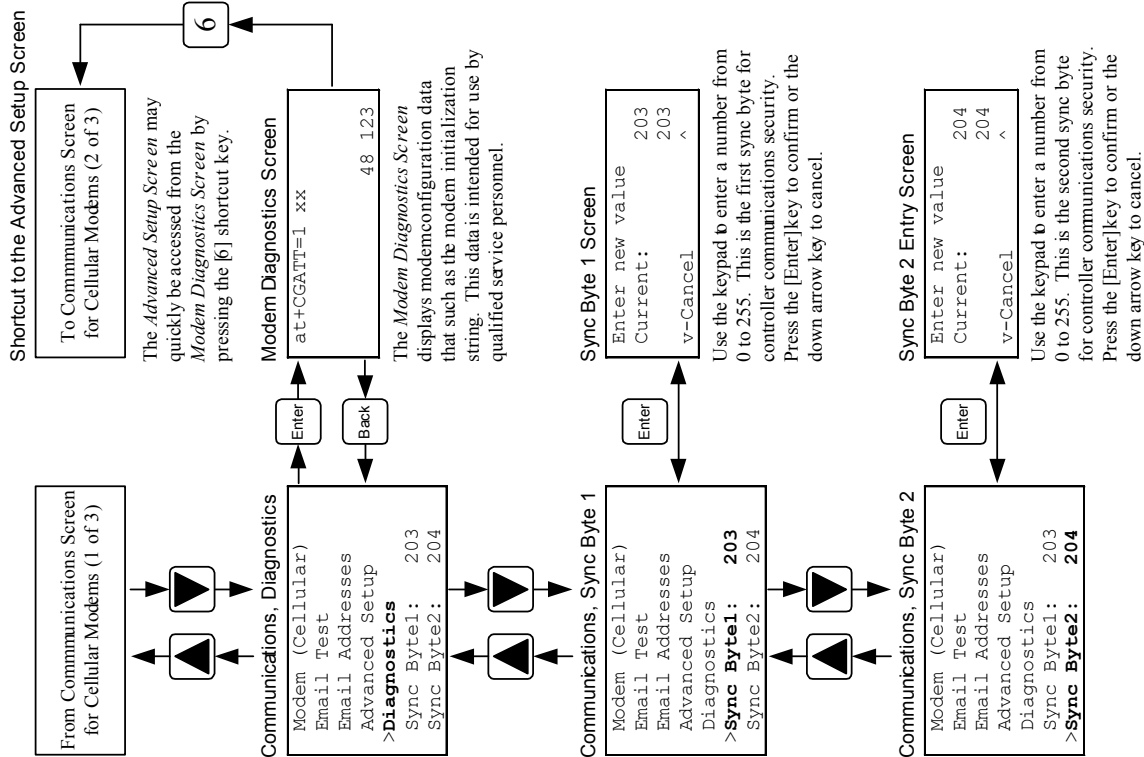 From Communications Screen
for Cellular Modems (1 of 3)
Communications, Diagnostics
Modem (Cellular)
Email Test
Email Addresses
Advanced Setup
>Diagnostics
Sync Byte1: 203
Sync Byte2: 204
Enter
Back
Shortcut to the Advanced Setup Screen
To Communications Screen
for Cellular Modems (2 of 3)
6
The Advanced Setup Screen may
quickly be accessed from the
Modem Diagnostics Screen by
pressing the [6] shortcut key.
Modem Diagnostics Screen
at+CGATT=1 xx
48 123
The Modem Diagnostics Screen
displays modem configuration data
that such as the modem initialization
string. This data is intended for use by
qualified service personnel.
Communications, Sync Byte 1
Modem (Cellular)
Email Test
Email Addresses
Advanced Setup
Diagnostics
>Sync Byte1: 203
Sync Byte2: 204
Enter
Sync Byte 1 Screen
Enter new value
Current: 203
203
v-Cancel ^
Use the keypad to enter a number from
0 to 255. This is the first sync byte for
controller communications security.
Press the [Enter] key to confirm or the
down arrow key to cancel.
Communications, Sync Byte 2
Modem (Cellular)
Email Test
Email Addresses
Advanced Setup
Diagnostics
Sync Byte1: 203
>Sync Byte2: 204
Enter
Sync Byte 2 Entry Screen
Enter new value
Current: 204
204
v-Cancel ^
Use the keypad to enter a number from
0 to 255. This is the second sync byte
for controller communications security.
Press the [Enter] key to confirm or the
down arrow key to cancel.